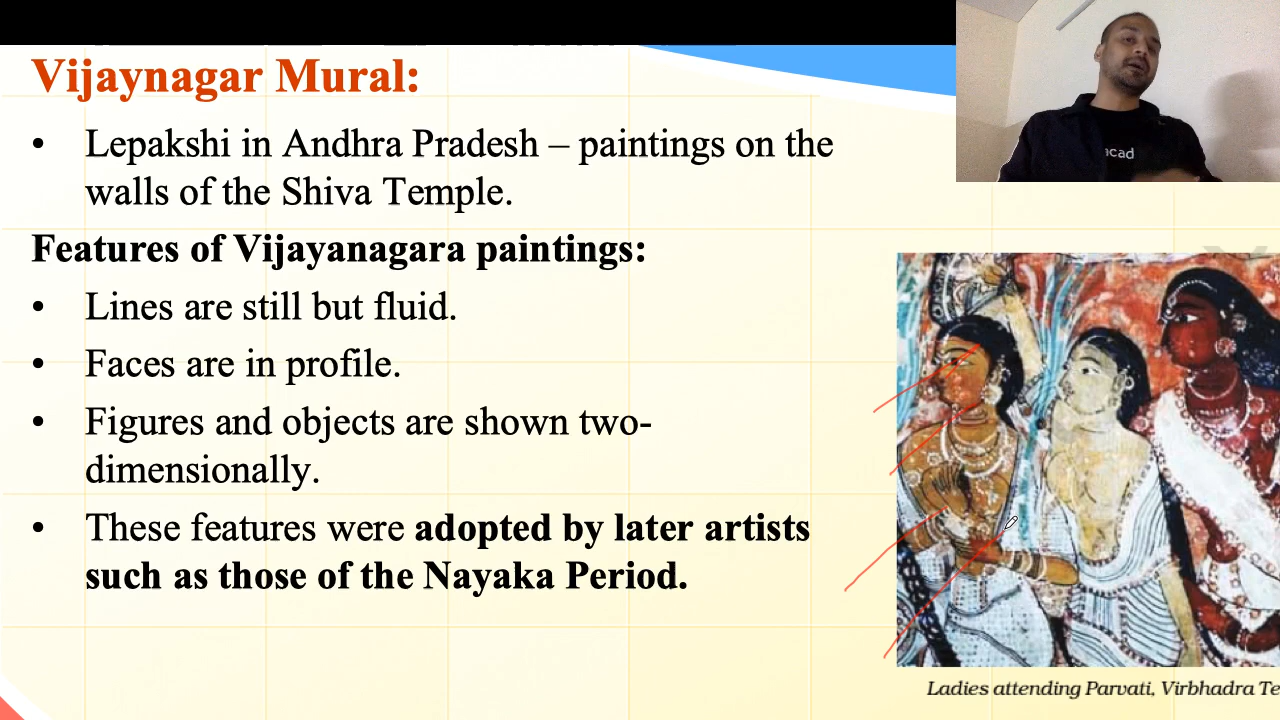 Vijaynagar Mural:
• Lepakshi in Andhra Pradesh – paintings on the
walls of the Shiva Temple.
Features of Vijayanagara paintings:
• Lines are still but fluid.
• Faces are in profile.
• Figures and objects are shown two-
dimensionally.
• These features were adopted by later artists
such as those of the Nayaka Period.
acad
Ladies attending Parvati, Virbhadra Te